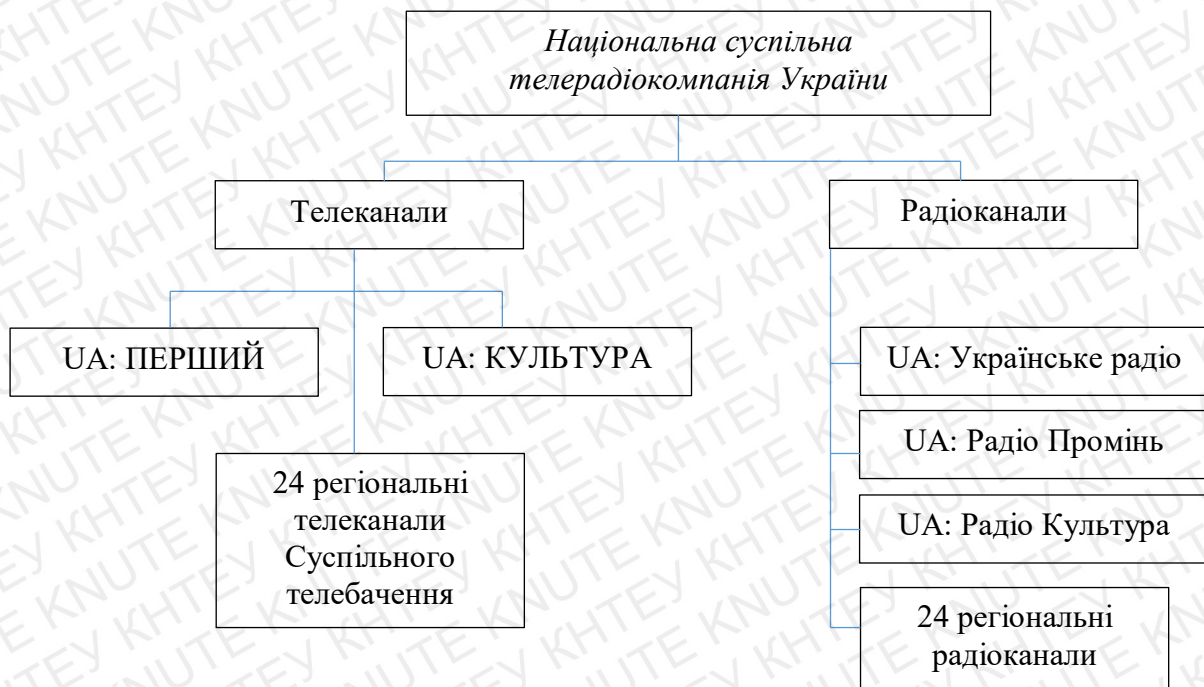 Національна суспільна
телерадіокомпанія України
Телеканали
Радіоканали
UA: ПЕРШИЙ
UA: КУЛЬТУРА
24 регіональні
телеканали
Суспільного
телебачення
UA: Українське радіо
UA: Радіо Промінь
UA: Радіо Культура
24 регіональні
радіоканали